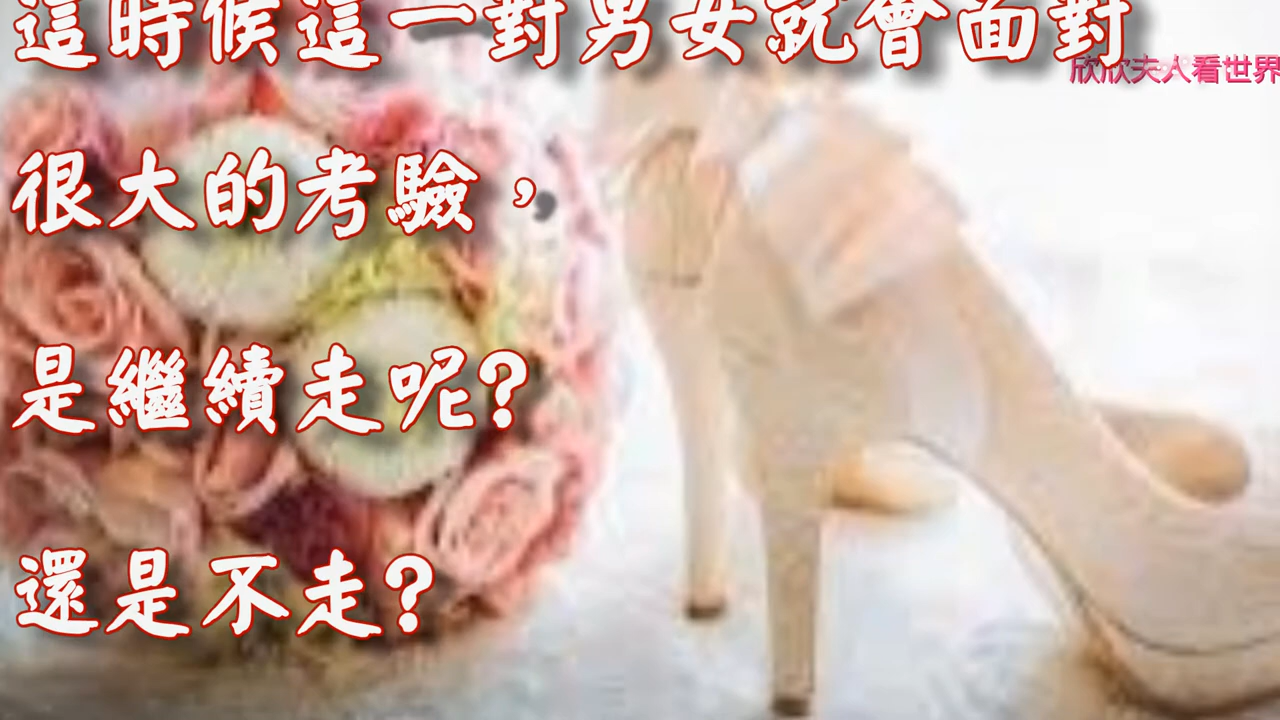 這時候這一對男女就會面對
欣欣夫人看世界
很大的考驗，
是繼續走呢?
還是不走?